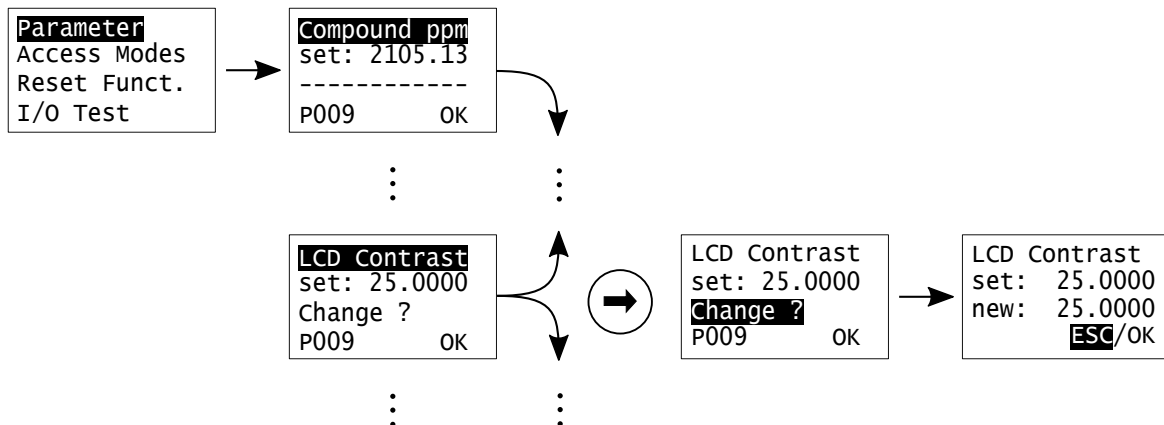 Parameter
Access Modes
Reset Funct.
I/O Test
Compound ppm
set: 2105.13
------------
P009 OK
LCD Contrast
set: 25.0000
Change ?
P009 OK
LCD Contrast
set: 25.0000
Change ?
P009 OK
LCD Contrast
set: 25.0000
new: 25.0000
ESC/OK